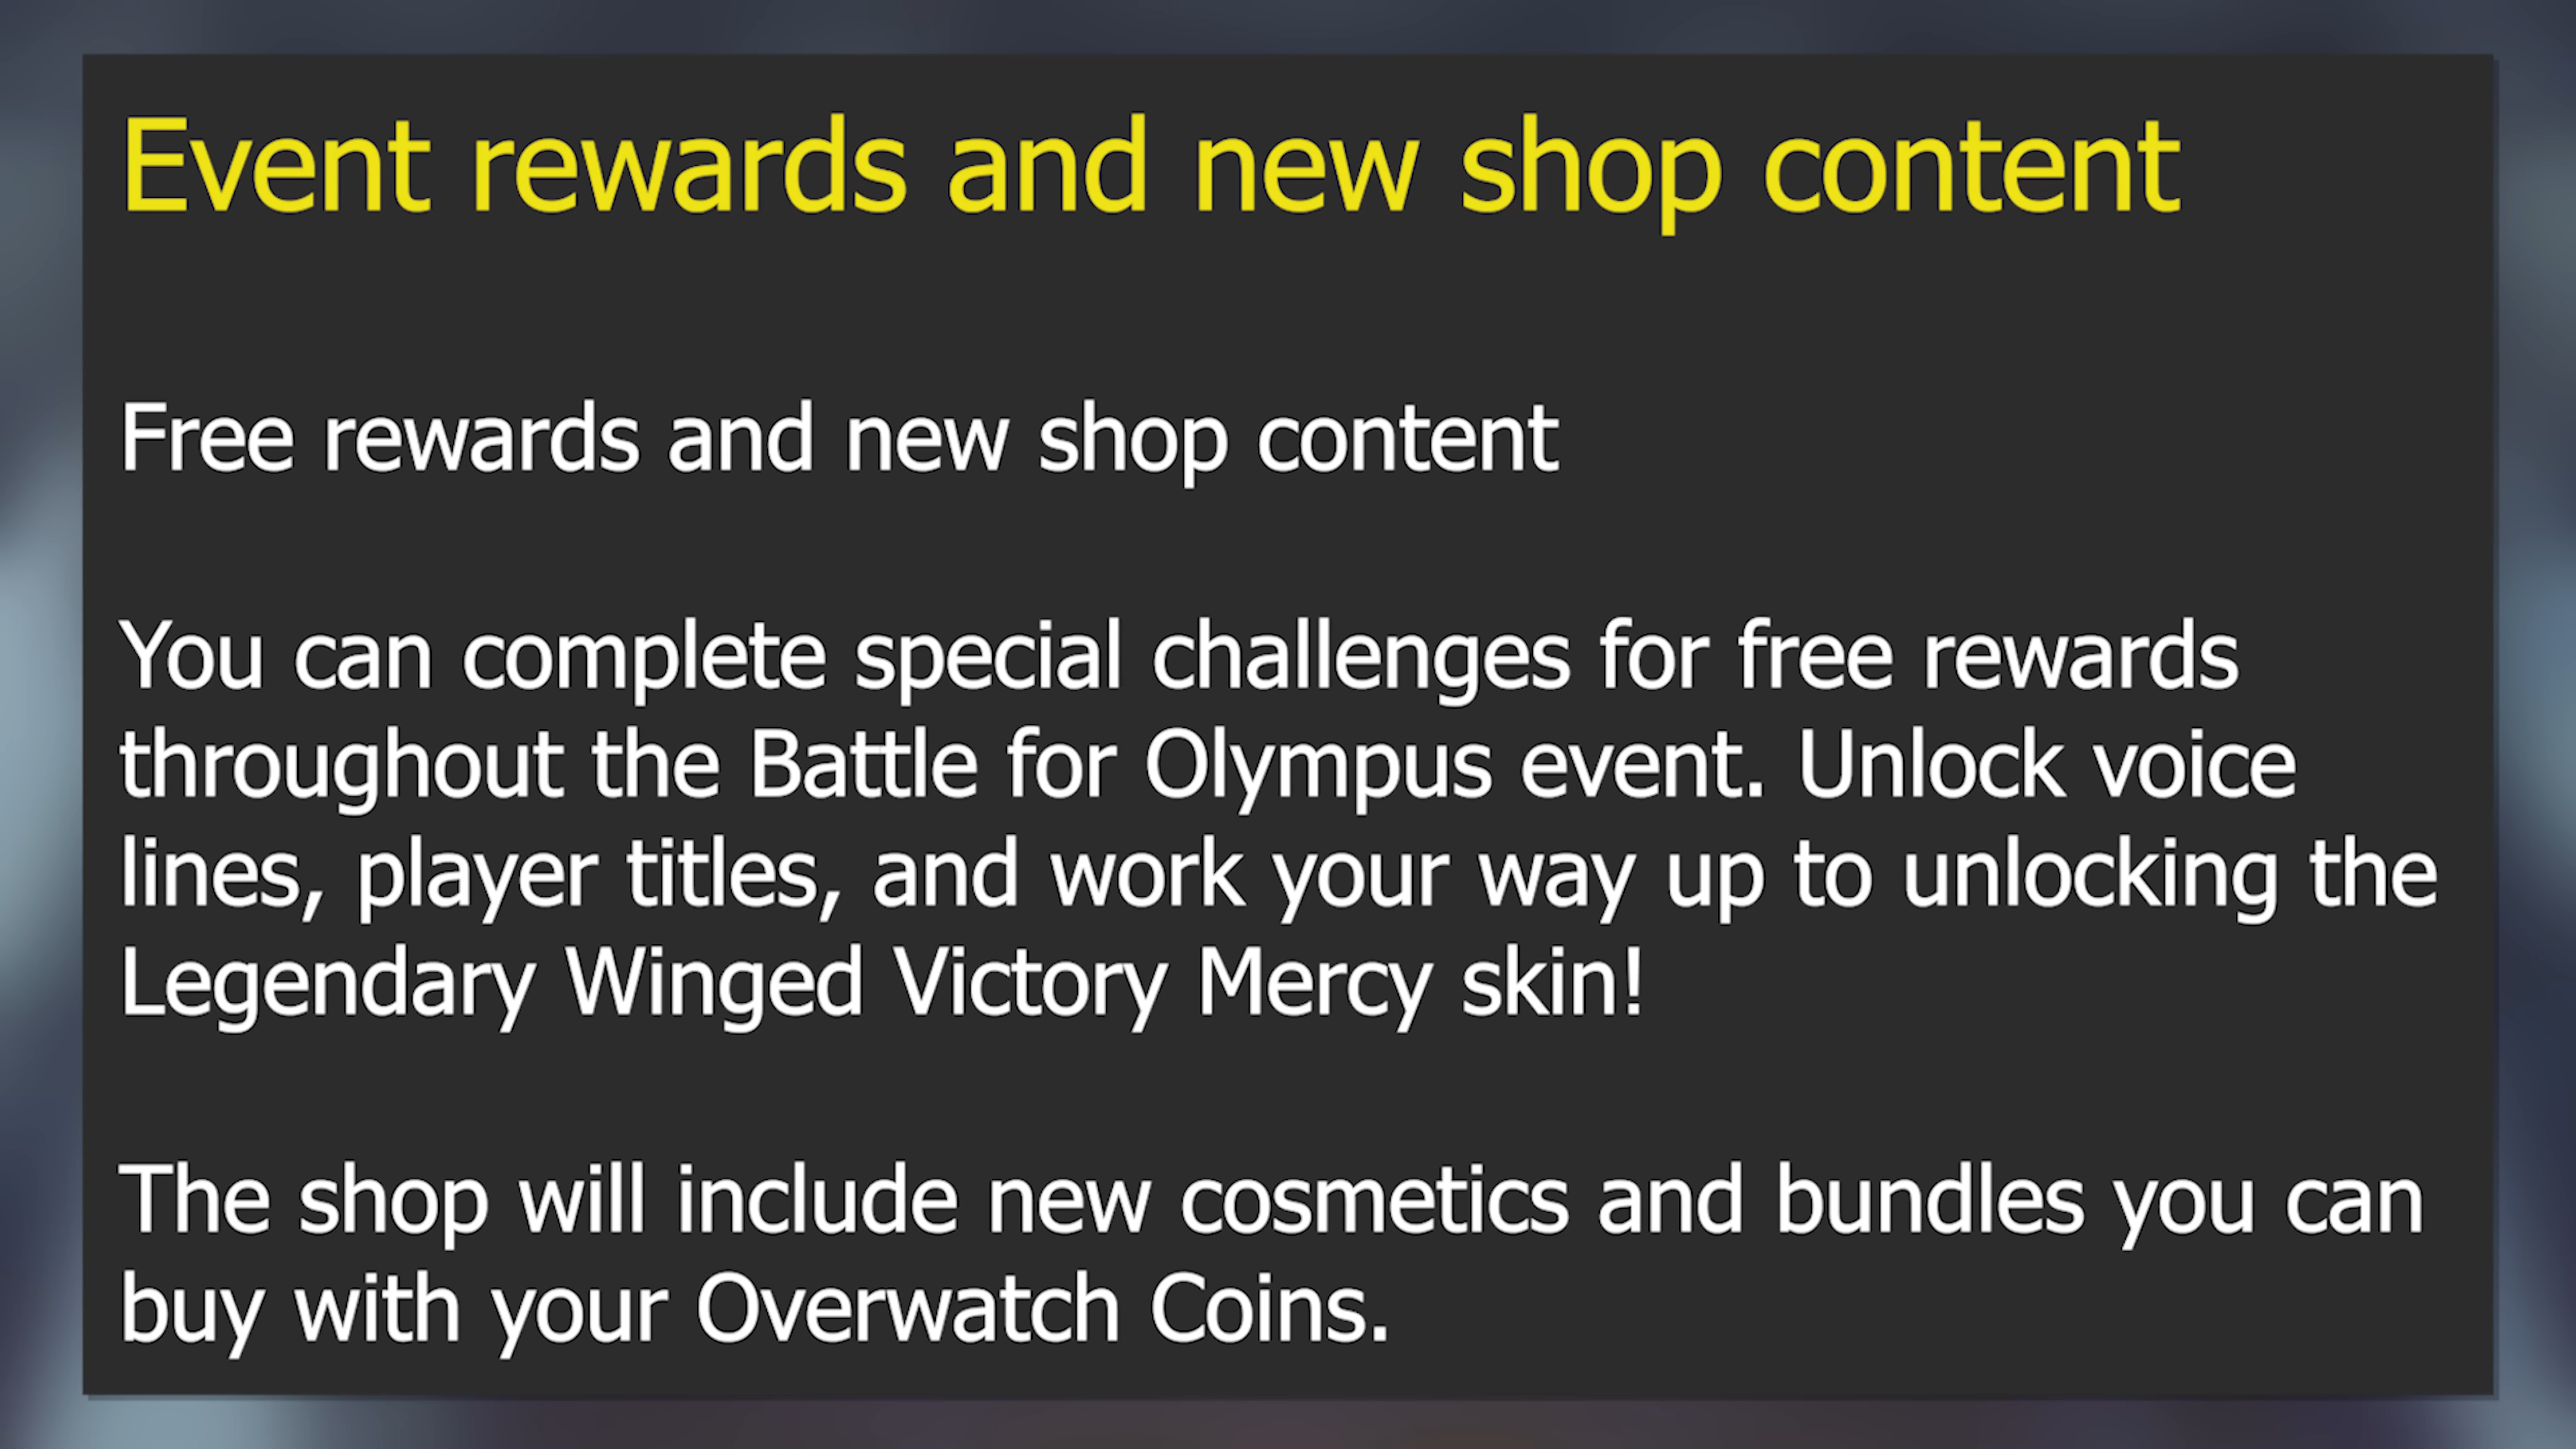 Event rewards and new shop content
Free rewards and new shop content
You can complete special challenges for free rewards
throughout the Battle for Olympus event. Unlock voice
lines, player titles, and work your way up to unlocking the
Legendary Winged Victory Mercy skin!
The shop will include new cosmetics and bundles you can
buy with your Overwatch Coins.